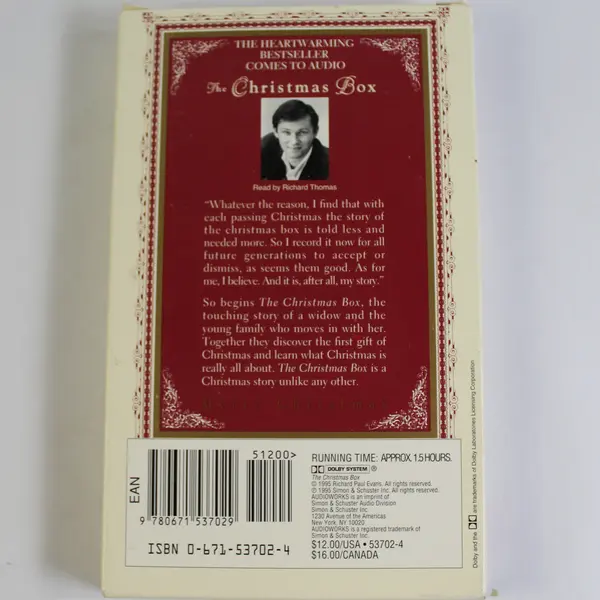 THE HEARTWARMING
BESTSELLER
COMES TO AUDIO
The Christmas Box
Read by Richard Thomas
“Whatever the reason, I find that with
each passing Christmas the story of
the christmas box is told less and
needed more. So I record it now for all
future generations to accept or
dismiss, as seems them good. As for
me, I believe. And it is, after all, my story.”
So begins The Christmas Box, the
touching story of a widow and the
young family who moves in with her.
Together they discover the first gift of
Christmas and learn what Christmas is
really all about. The Christmas Box is a
Christmas story unlike any other.
EAN
51200>
9 780671 537029
ISBN 0-671-53702-4
RUNNING TIME: APPROX. 1.5 HOURS.
DOLBY SYSTEM ®
The Christmas Box
© 1995 Richard Paul Evans. All rights reserved.
℗ 1995 Simon & Schuster Inc. All rights reserved.
AUDIOWORKS is an imprint of
Simon & Schuster Audio Division
Simon & Schuster Inc.
1230 Avenue of the Americas
New York, NY 10020.
AUDIOWORKS is a registered trademark of
Simon & Schuster Inc.
$12.00/USA • 53702-4
$16.00/CANADA
Dolby and the are trademarks of Dolby Laboratories Licensing Corporation